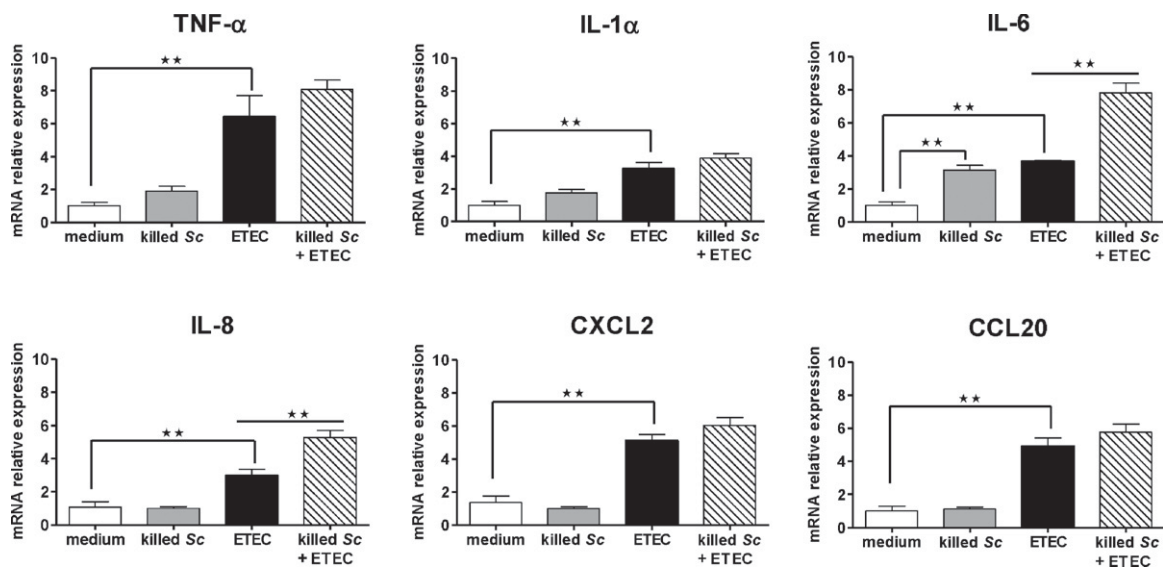 TNF-α
mRNA relative expression
10
8
6
4
2
0
★★
medium
killed Sc
ETEC
killed Sc
+ ETEC
IL-1α
mRNA relative expression
10
8
6
4
2
0
★★
medium
killed Sc
ETEC
killed Sc
+ ETEC
IL-6
mRNA relative expression
10
8
6
4
2
0
★★
★★
★★
medium
killed Sc
ETEC
killed Sc
+ ETEC
IL-8
mRNA relative expression
10
8
6
4
2
0
★★
★★
medium
killed Sc
ETEC
killed Sc
+ ETEC
CXCL2
mRNA relative expression
10
8
6
4
2
0
★★
medium
killed Sc
ETEC
killed Sc
+ ETEC
CCL20
mRNA relative expression
10
8
6
4
2
0
★★
medium
killed Sc
ETEC
killed Sc
+ ETEC